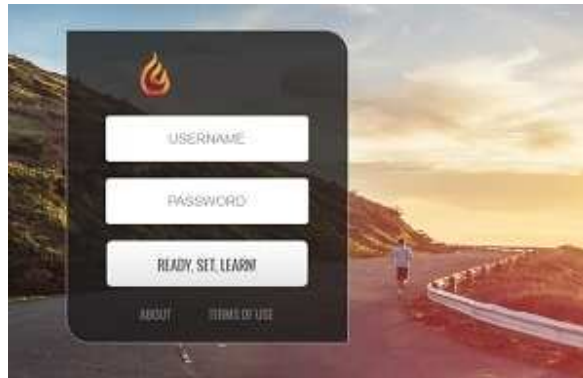 USERNAME
PASSWORD
READY, SET, LEARN!
ABOUT TERMS OF USE